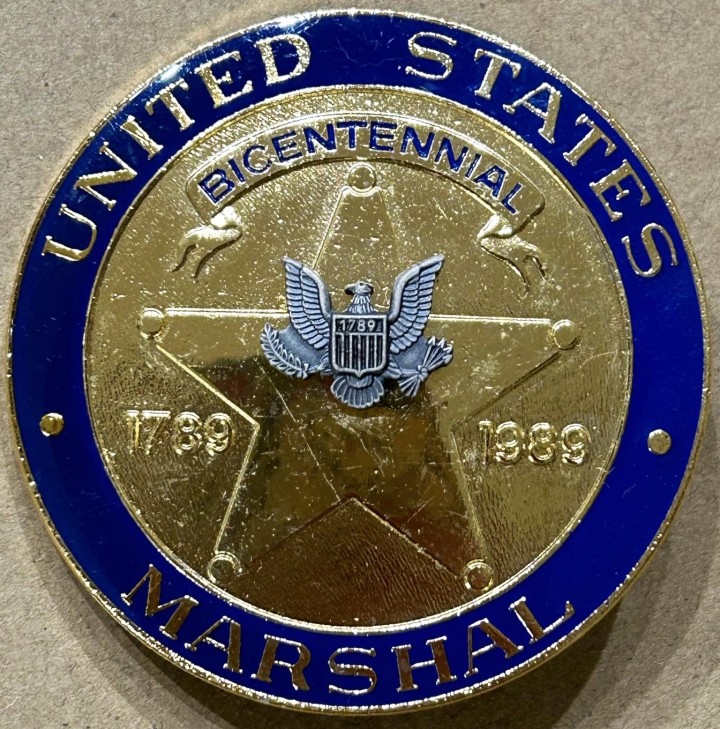 UNITED STATES
BICENTENNIAL
1789
1789 1989
MARSHAL